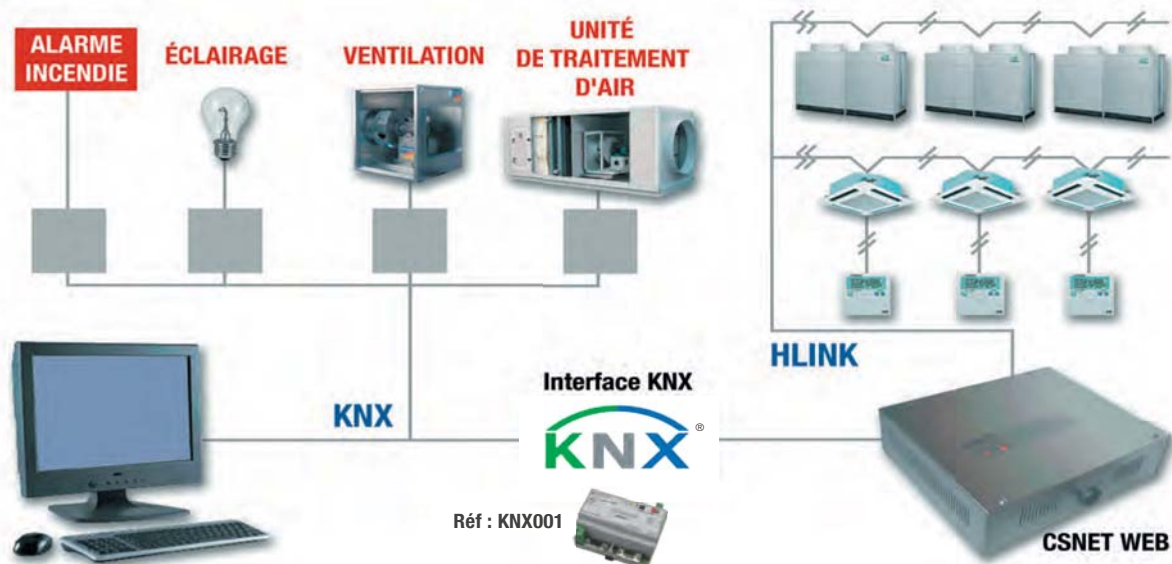 ALARME
INCENDIE
ÉCLAIRAGE
VENTILATION
UNITÉ
DE TRAITEMENT
D'AIR
HLINK
KNX
Interface KNX
KNX®
Réf : KNX001
CSNET WEB